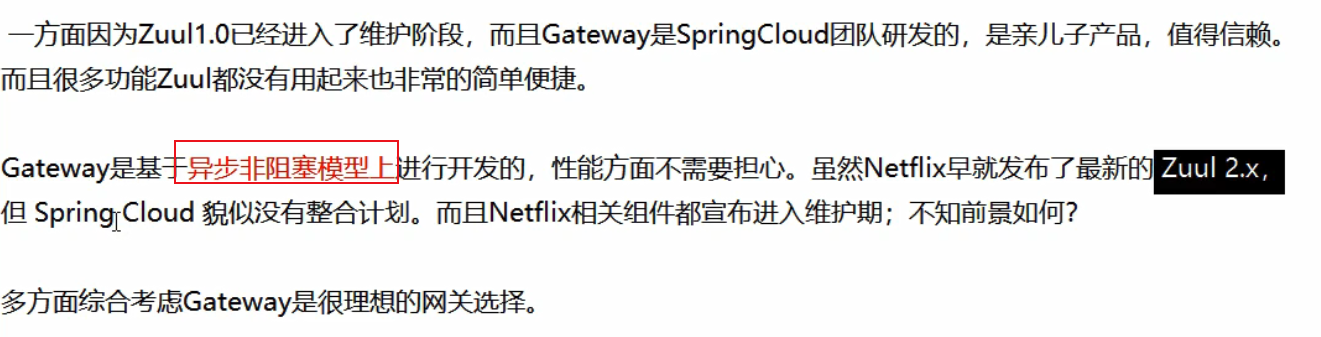 一方面因为Zuul1.0已经进入了维护阶段，而且Gateway是SpringCloud团队研发的，是亲儿子产品，值得信赖。
而且很多功能Zuul都没有用起来也非常的简单便捷。
Gateway是基于异步非阻塞模型上进行开发的，性能方面不需要担心。虽然Netflix早就发布了最新的 Zuul 2.x，
但 Spring Cloud 貌似没有整合计划。而且Netflix相关组件都宣布进入维护期；不知前景如何？
多方面综合考虑Gateway是很理想的网关选择。